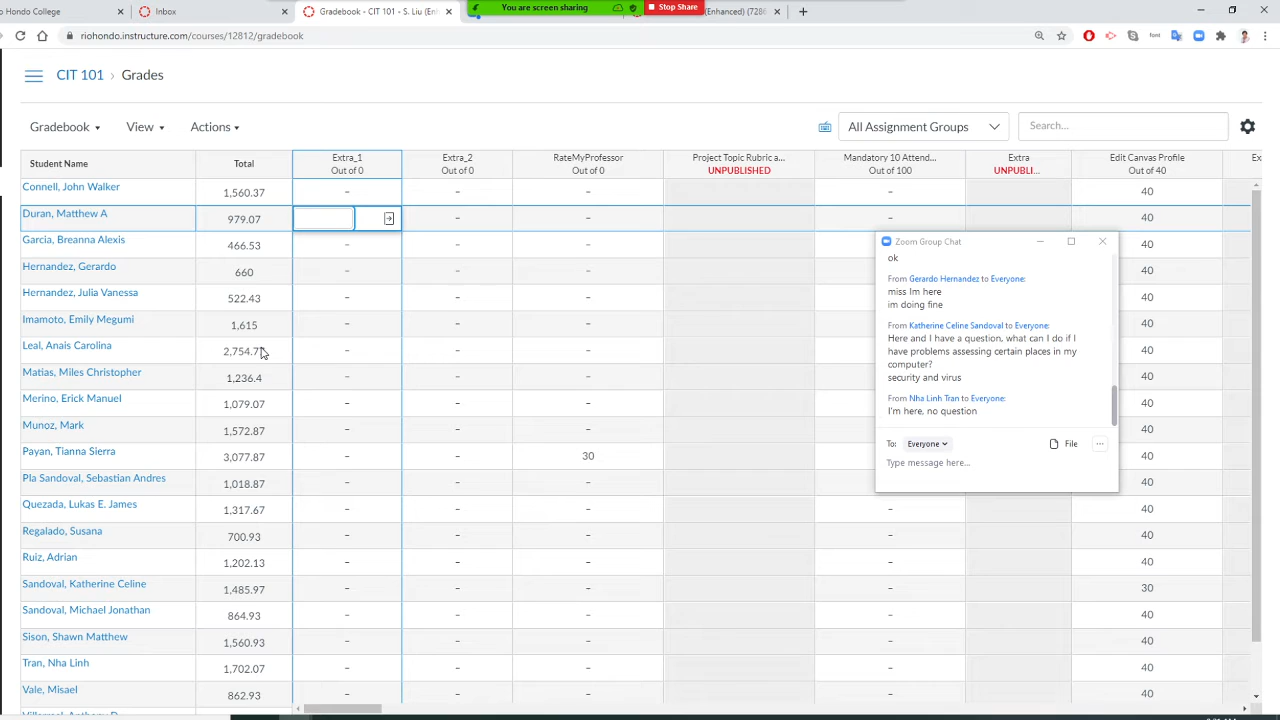 o Hondo College
Inbox
Gradebook - CIT 101 - S. Liu (Enh
You are screen sharing
Stop Share
(Enhanced) (7286
riohondo.instructure.com/courses/12812/gradebook
CIT 101 › Grades
Gradebook
View
Actions
All Assignment Groups
Search...
Student Name Total Extra_1 Out of 0 Extra_2 Out of 0 RateMyProfessor Out of 0 Project Topic Rubric a... UNPUBLISHED Mandatory 10 Attend... Out of 100 Extra UNPUBLI... Edit Canvas Profile Out of 40 Ex
Connell, John Walker 1,560.37 – – – – 40
Duran, Matthew A 979.07 – – – 40
Garcia, Breanna Alexis 466.53 – – – 40
Hernandez, Gerardo 660 – – – 40
Hernandez, Julia Vanessa 522.43 – – – 40
Imamoto, Emily Megumi 1,615 – – – 40
Leal, Anais Carolina 2,754.7 – – – 40
Matias, Miles Christopher 1,236.4 – – – 40
Merino, Erick Manuel 1,079.07 – – – 40
Munoz, Mark 1,572.87 – – – 40
Payan, Tianna Sierra 3,077.87 – – 30 40
Pla Sandoval, Sebastian Andres 1,018.87 – – – 40
Quezada, Lukas E. James 1,317.67 – – – – 40
Regalado, Susana 700.93 – – – – 40
Ruiz, Adrian 1,202.13 – – – – 40
Sandoval, Katherine Celine 1,485.97 – – – – 30
Sandoval, Michael Jonathan 864.93 – – – – 40
Sison, Shawn Matthew 1,560.93 – – – – 40
Tran, Nha Linh 1,702.07 – – – – 40
Vale, Misael 862.93 – – – – 40
Zoom Group Chat
ok
From Gerardo Hernandez to Everyone:
miss Im here
im doing fine
From Katherine Celine Sandoval to Everyone:
Here and I have a question, what can I do if I
have problems assessing certain places in my
computer?
security and virus
From Nha Linh Tran to Everyone:
I'm here, no question
To: Everyone File ...
Type message here...